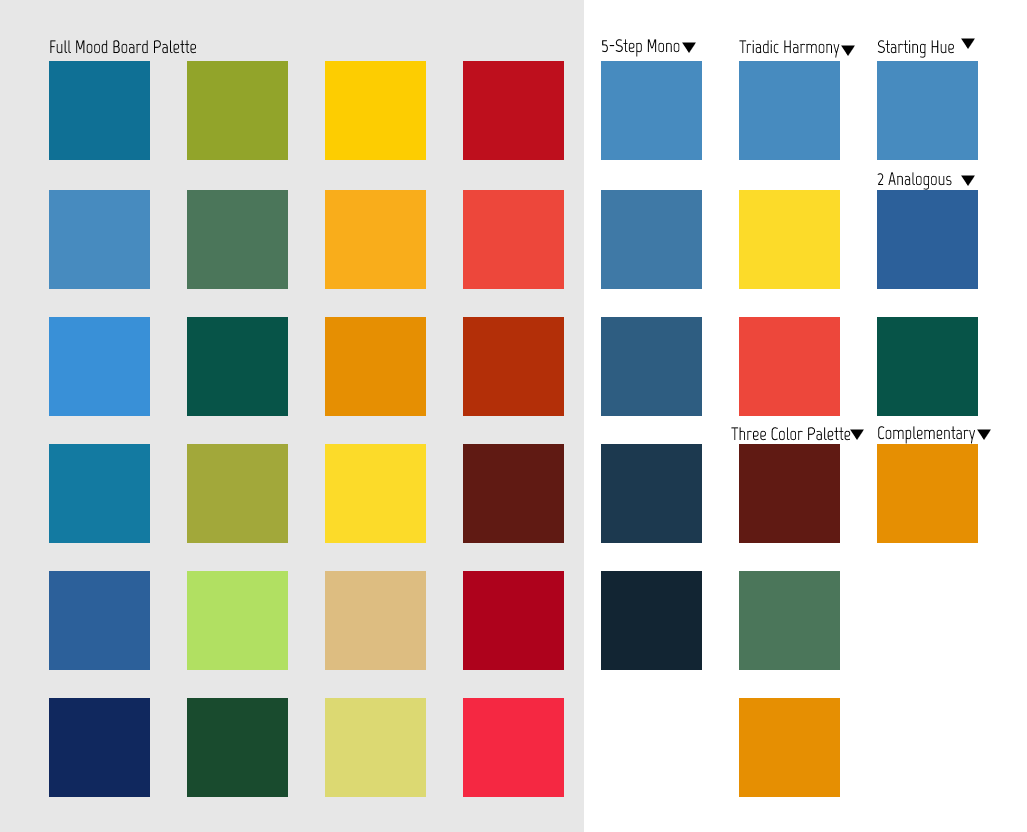 Full Mood Board Palette
5-Step Mono
Triadic Harmony
Starting Hue
2 Analogous
Three Color Palette
Complementary